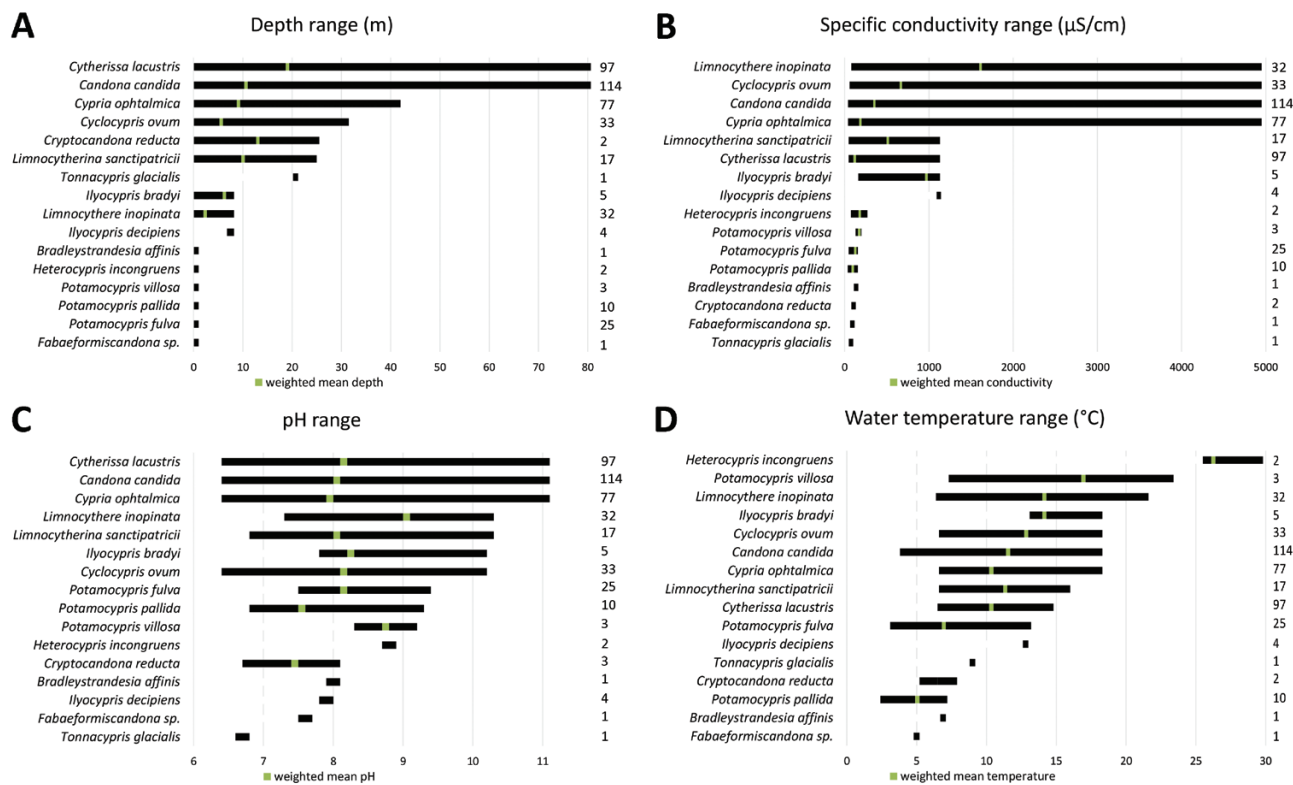 A Depth range (m)
Cytherissa lacustris 97
Candona candida 114
Cypria ophtalmica 77
Cyclocypris ovum 33
Cryptocandona reducta 2
Limnocytherina sanctipatricii 17
Tonnacypris glacialis 1
Ilyocypris bradyi 5
Limnocythere inopinata 32
Ilyocypris decipiens 4
Bradleystrandesia affinis 1
Heterocypris incongruens 2
Potamocypris villosa 3
Potamocypris pallida 10
Potamocypris fulva 25
Fabaeformiscandona sp. 1
0 10 20 30 40 50 60 70 80
weighted mean depth
B Specific conductivity range (µS/cm)
Limnocythere inopinata 32
Cyclocypris ovum 33
Candona candida 114
Cypria ophtalmica 77
Limnocytherina sanctipatricii 17
Cytherissa lacustris 97
Ilyocypris bradyi 5
Ilyocypris decipiens 4
Heterocypris incongruens 2
Potamocypris villosa 3
Potamocypris fulva 25
Potamocypris pallida 10
Bradleystrandesia affinis 1
Cryptocandona reducta 2
Fabaeformiscandona sp. 1
Tonnacypris glacialis 1
0 1000 2000 3000 4000 5000
weighted mean conductivity
C pH range
Cytherissa lacustris 97
Candona candida 114
Cypria ophtalmica 77
Limnocythere inopinata 32
Limnocytherina sanctipatricii 17
Ilyocypris bradyi 5
Cyclocypris ovum 33
Potamocypris fulva 25
Potamocypris pallida 10
Potamocypris villosa 3
Heterocypris incongruens 2
Cryptocandona reducta 3
Bradleystrandesia affinis 1
Ilyocypris decipiens 4
Fabaeformiscandona sp. 1
Tonnacypris glacialis 1
6 7 8 9 10 11
weighted mean pH
D Water temperature range (°C)
Heterocypris incongruens 2
Potamocypris villosa 3
Limnocythere inopinata 32
Ilyocypris bradyi 5
Cyclocypris ovum 33
Candona candida 114
Cypria ophtalmica 77
Limnocytherina sanctipatricii 17
Cytherissa lacustris 97
Potamocypris fulva 25
Ilyocypris decipiens 4
Tonnacypris glacialis 1
Cryptocandona reducta 2
Potamocypris pallida 10
Bradleystrandesia affinis 1
Fabaeformiscandona sp. 1
0 5 10 15 20 25 30
weighted mean temperature